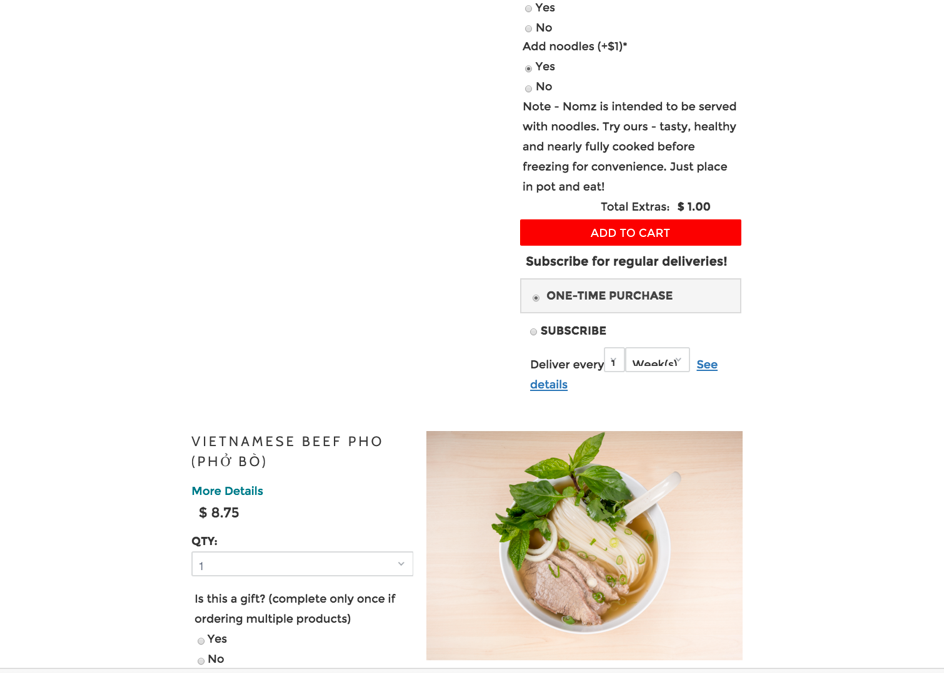 Yes
No
Add noodles (+$1)*
Yes
No
Note - Nomz is intended to be served
with noodles. Try ours - tasty, healthy
and nearly fully cooked before
freezing for convenience. Just place
in pot and eat!
Total Extras: $ 1.00
ADD TO CART
Subscribe for regular deliveries!
ONE-TIME PURCHASE
SUBSCRIBE
Deliver every 1 Week(s) See
details
VIETNAMESE BEEF PHO
(PHỞ BÒ)
More Details
$ 8.75
QTY:
1
Is this a gift? (complete only once if
ordering multiple products)
Yes
No